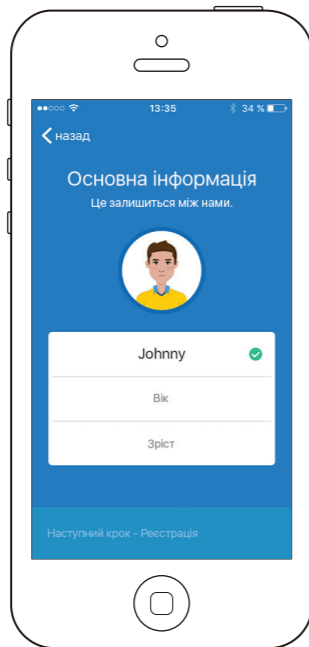 13:35
34 %
назад
Основна інформація
Це залишиться між нами.
Johnny
Вік
Зріст
Наступний крок - Реєстрація